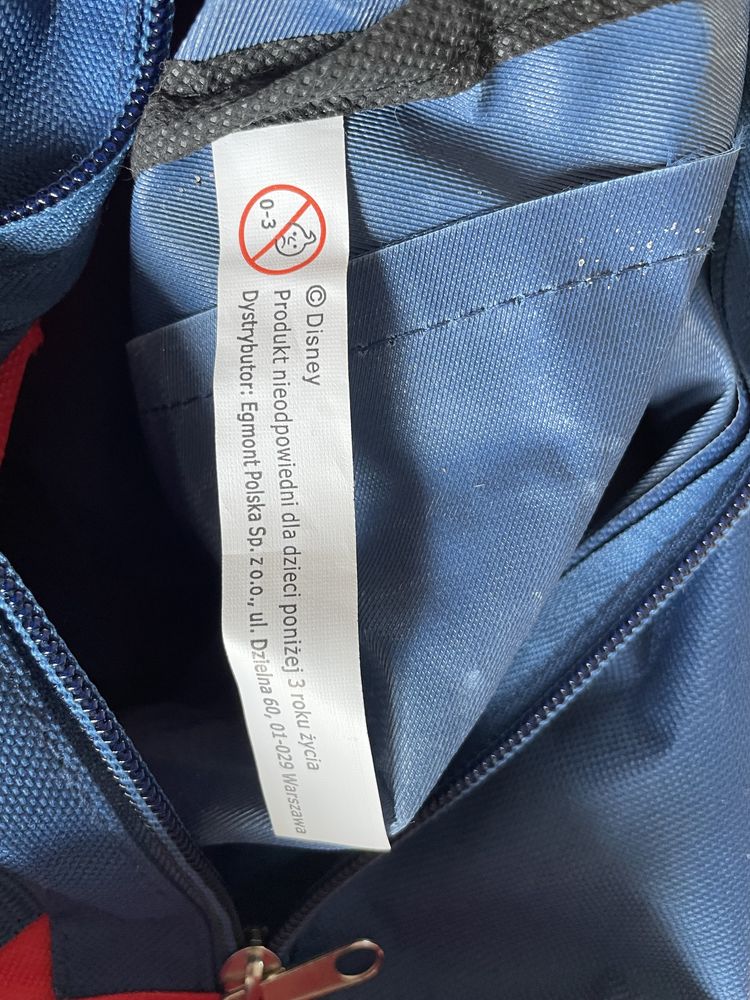 0-3
© Disney
Produkt nieodpowiedni dla dzieci poniżej 3 roku życia
Dystrybutor: Egmont Polska Sp. z o.o., ul. Dzielna 60, 01-029 Warszawa